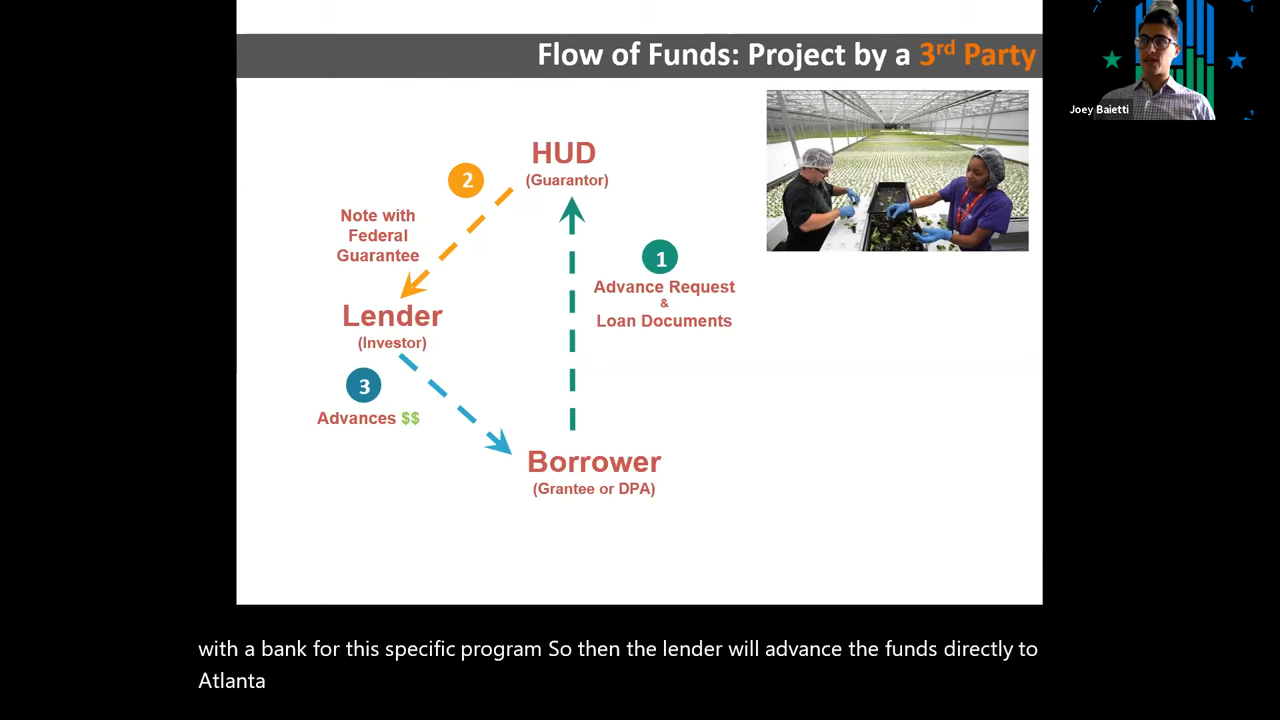 Flow of Funds: Project by a 3rd Party
Joey Baietti
HUD
(Guarantor)
2
Note with
Federal
Guarantee
1
Advance Request
&
Loan Documents
Lender
(Investor)
3
Advances $$
Borrower
(Grantee or DPA)
with a bank for this specific program So then the lender will advance the funds directly to
Atlanta